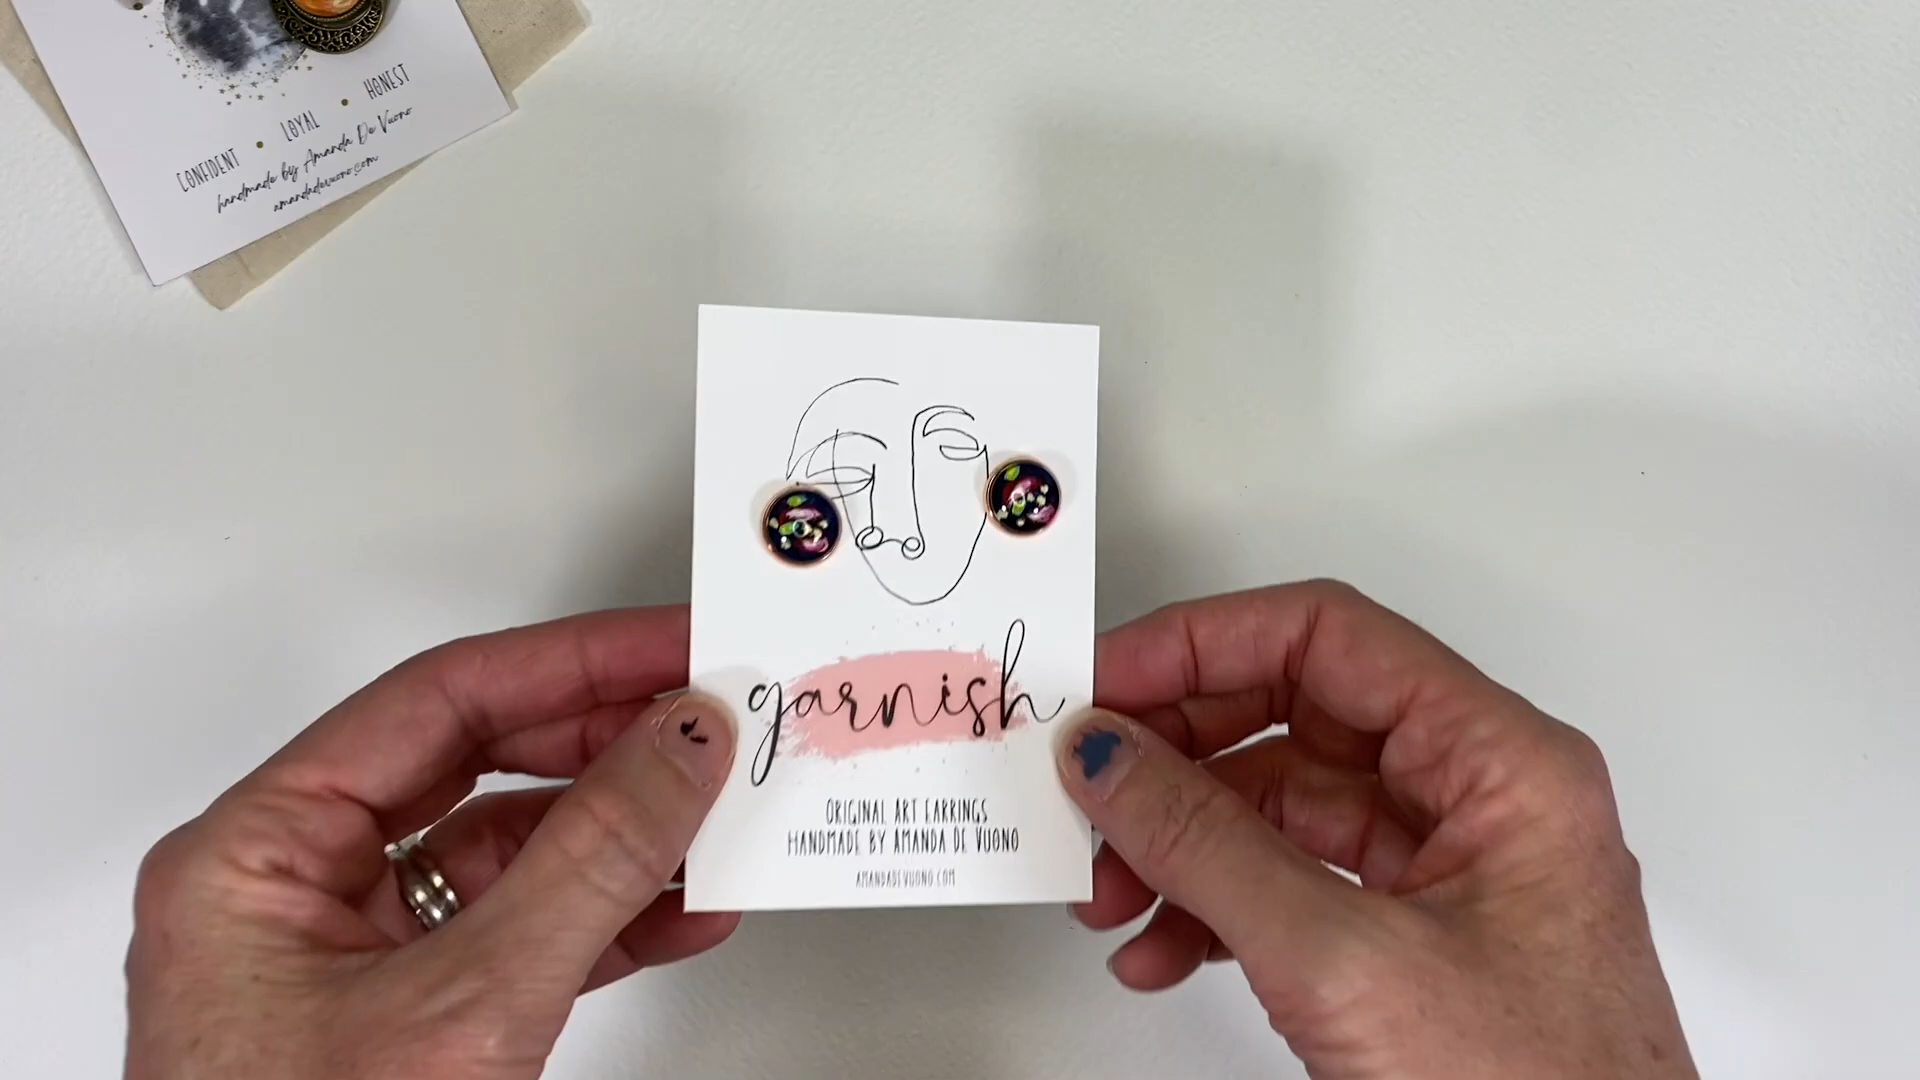 CONFIDENT • LOYAL • HONEST
handmade by Amanda De Vuono
amandadevuono.com
garnish
ORIGINAL ART EARRINGS
HANDMADE BY AMANDA DE VUONO
AMANDADEVUONO.COM